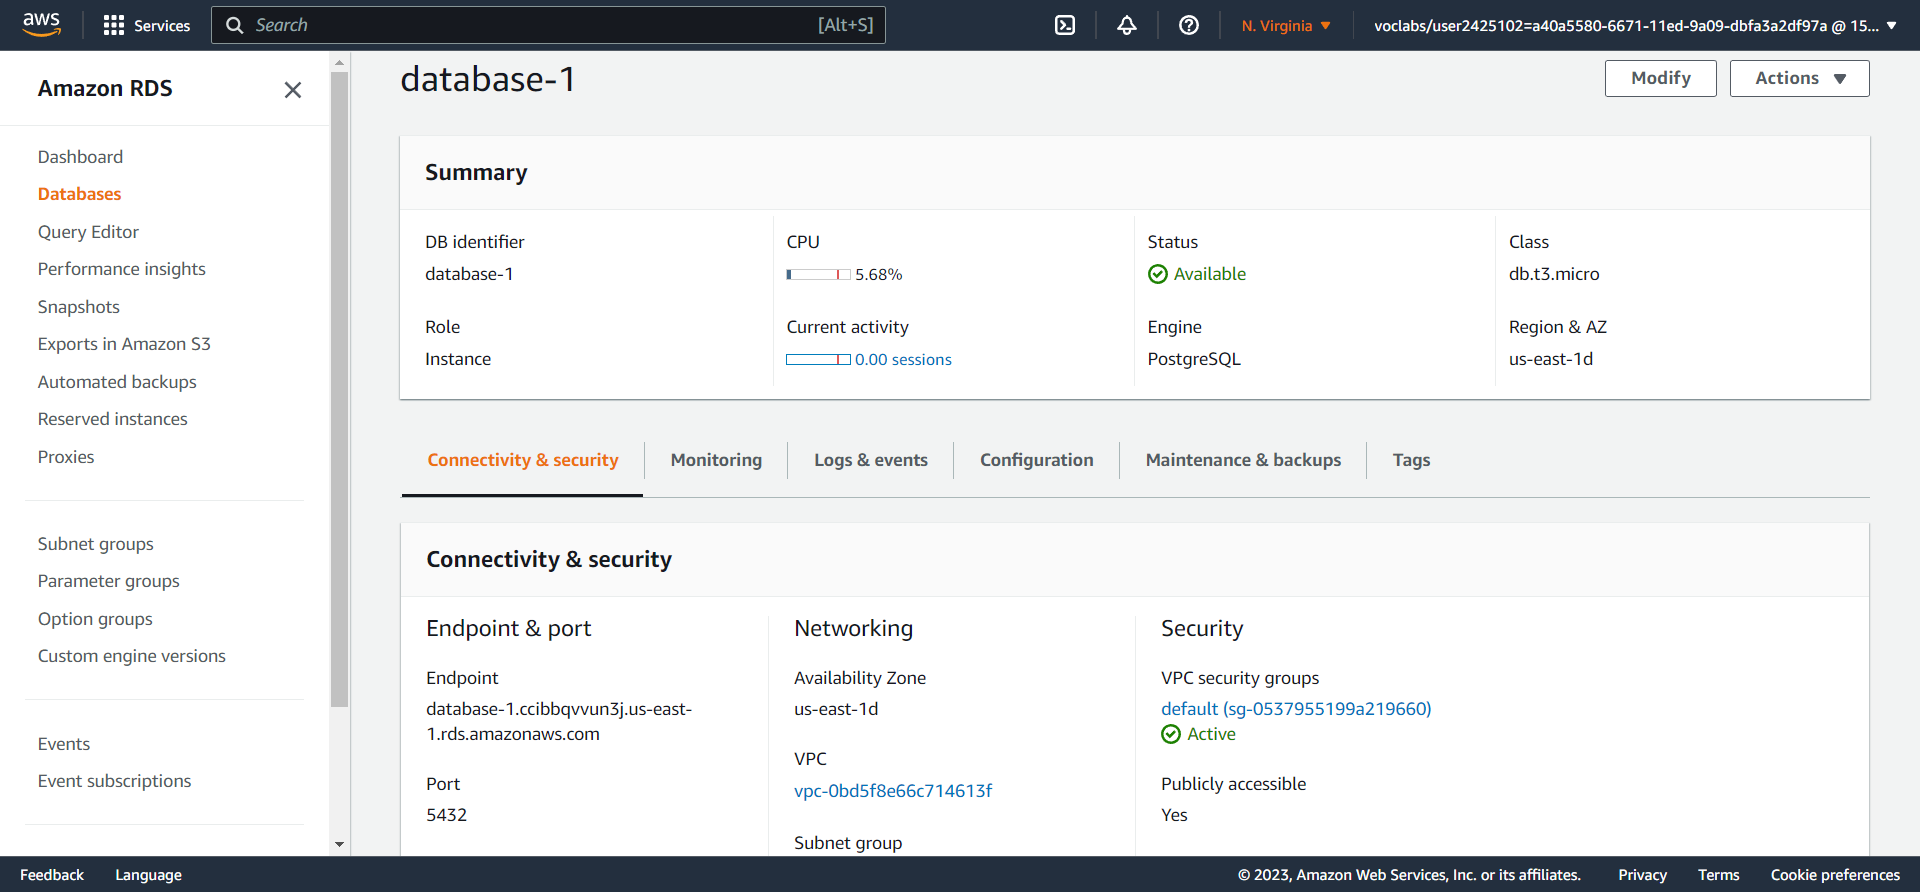 aws
Services
Search [Alt+S]
N. Virginia
voclabs/user2425102=a40a5580-6671-11ed-9a09-dbfa3a2df97a @ 15...
Amazon RDS
Dashboard
Databases
Query Editor
Performance insights
Snapshots
Exports in Amazon S3
Automated backups
Reserved instances
Proxies
Subnet groups
Parameter groups
Option groups
Custom engine versions
Events
Event subscriptions
database-1
Modify
Actions
Summary
DB identifier
database-1
CPU
5.68%
Status
Available
Class
db.t3.micro
Role
Instance
Current activity
0.00 sessions
Engine
PostgreSQL
Region & AZ
us-east-1d
Connectivity & security
Monitoring
Logs & events
Configuration
Maintenance & backups
Tags
Connectivity & security
Endpoint & port
Endpoint
database-1.ccibbqvvun3j.us-east-
1.rds.amazonaws.com
Port
5432
Networking
Availability Zone
us-east-1d
VPC
vpc-0bd5f8e66c714613f
Subnet group
Security
VPC security groups
default (sg-0537955199a219660)
Active
Publicly accessible
Yes
Feedback
Language
© 2023, Amazon Web Services, Inc. or its affiliates.
Privacy
Terms
Cookie preferences